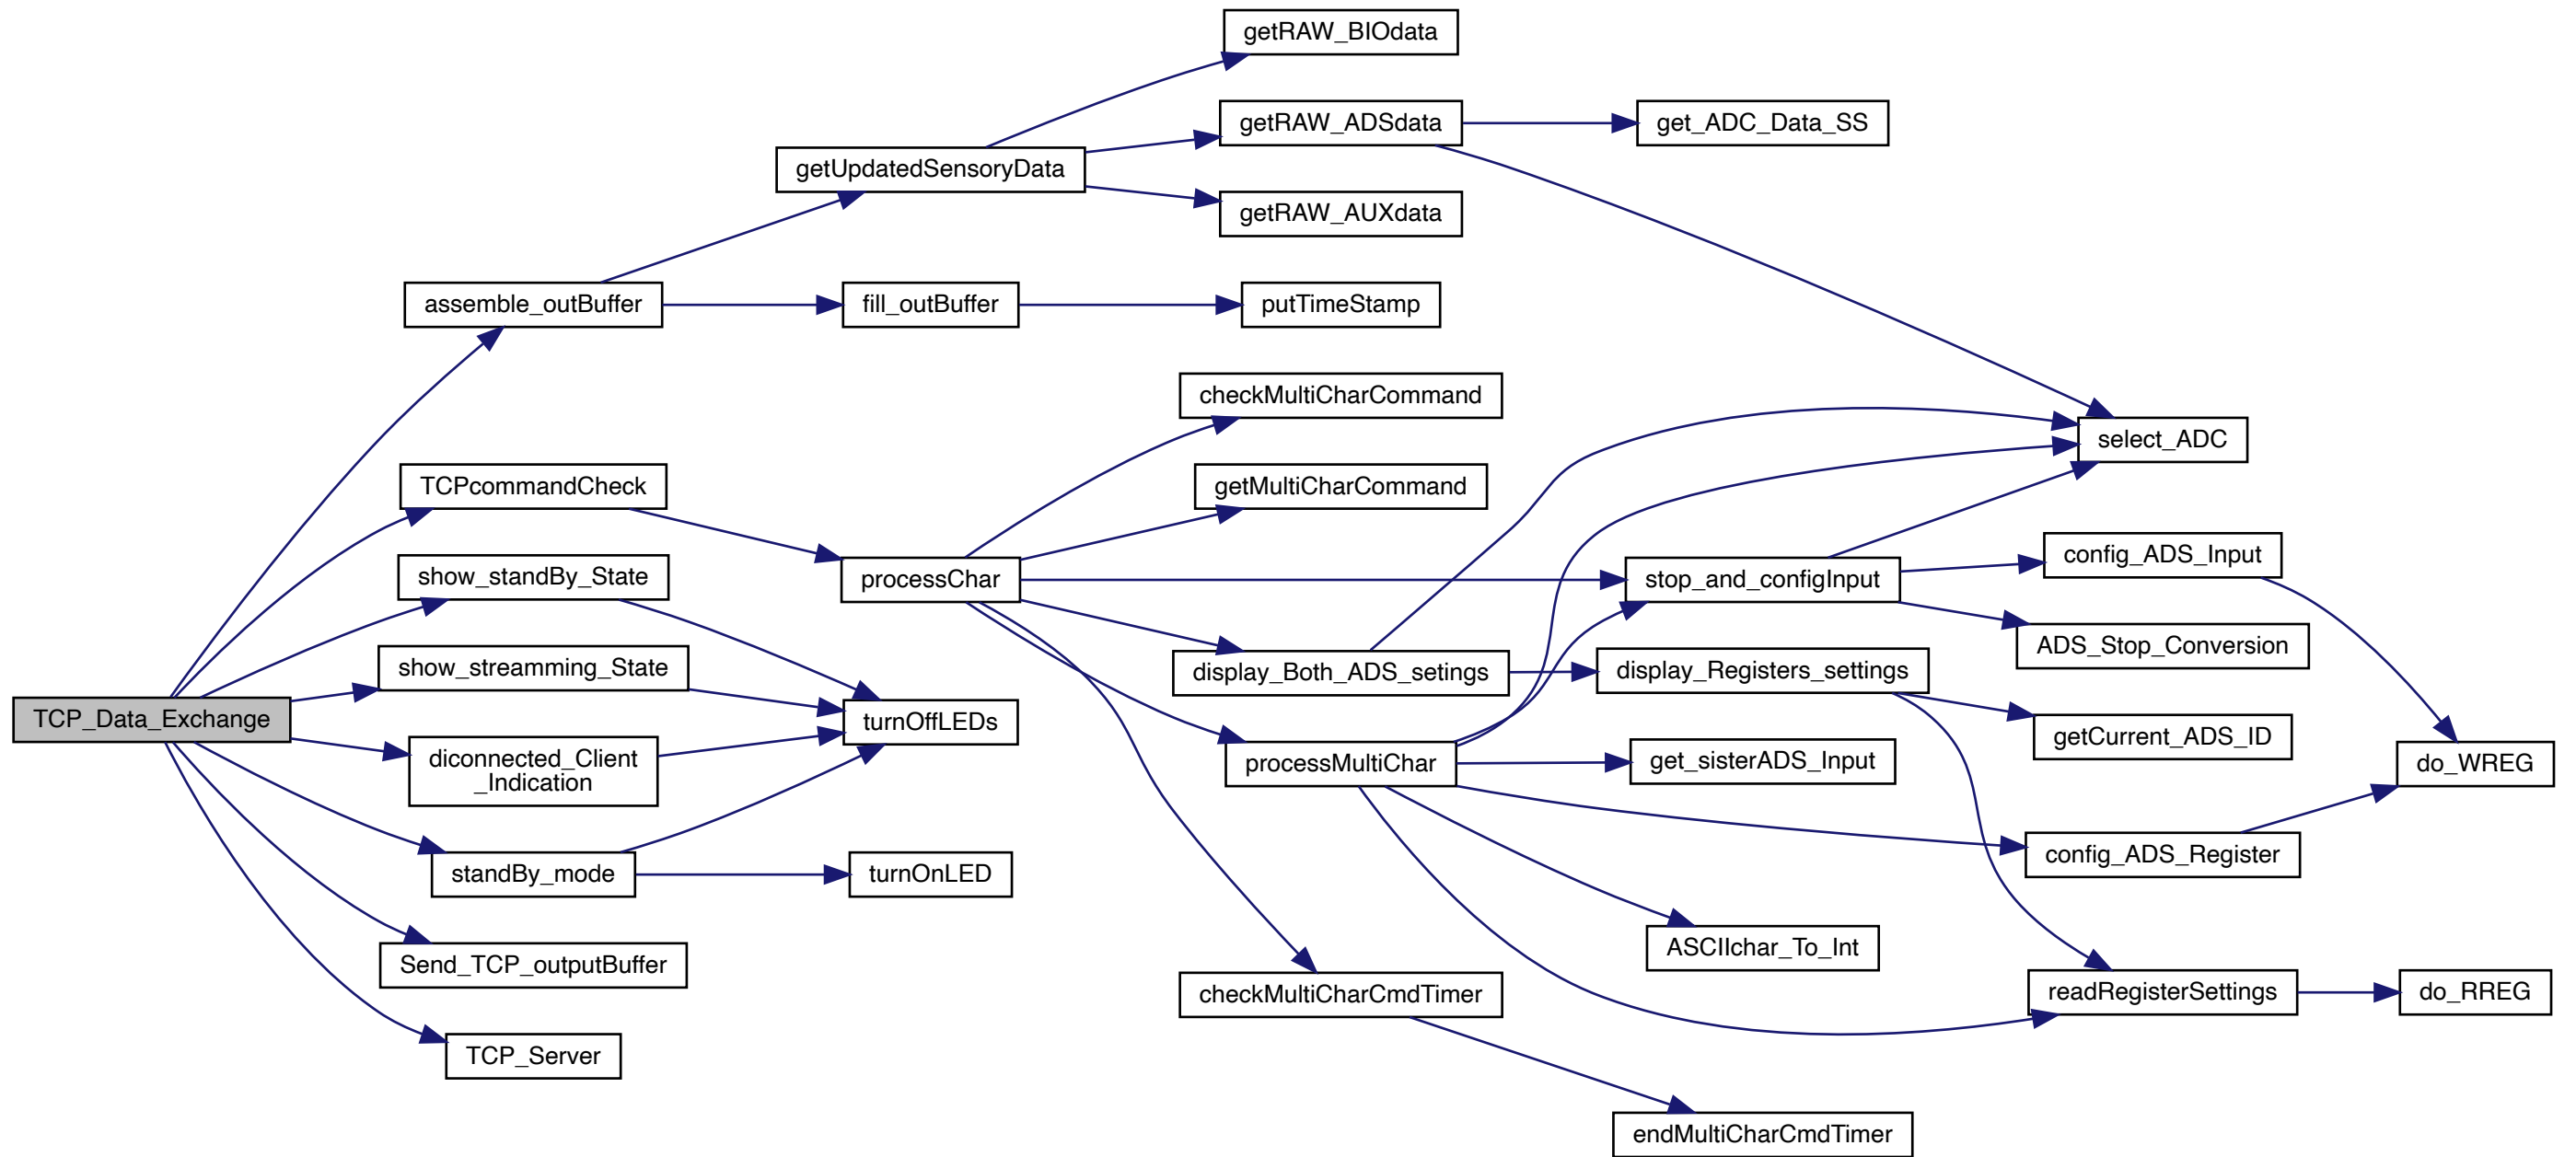 getRAW_BIOdata
getRAW_ADSdata
get_ADC_Data_SS
getUpdatedSensoryData
getRAW_AUXdata
assemble_outBuffer
fill_outBuffer
putTimeStamp
checkMultiCharCommand
select_ADC
TCPcommandCheck
getMultiCharCommand
show_standBy_State
processChar
stop_and_configInput
config_ADS_Input
ADS_Stop_Conversion
show_streamming_State
display_Both_ADS_setings
display_Registers_settings
TCP_Data_Exchange
turnOffLEDs
getCurrent_ADS_ID
diconnected_Client
_Indication
processMultiChar
get_sisterADS_Input
do_WREG
standBy_mode
turnOnLED
config_ADS_Register
Send_TCP_outputBuffer
ASCIIchar_To_Int
checkMultiCharCmdTimer
readRegisterSettings
do_RREG
TCP_Server
endMultiCharCmdTimer